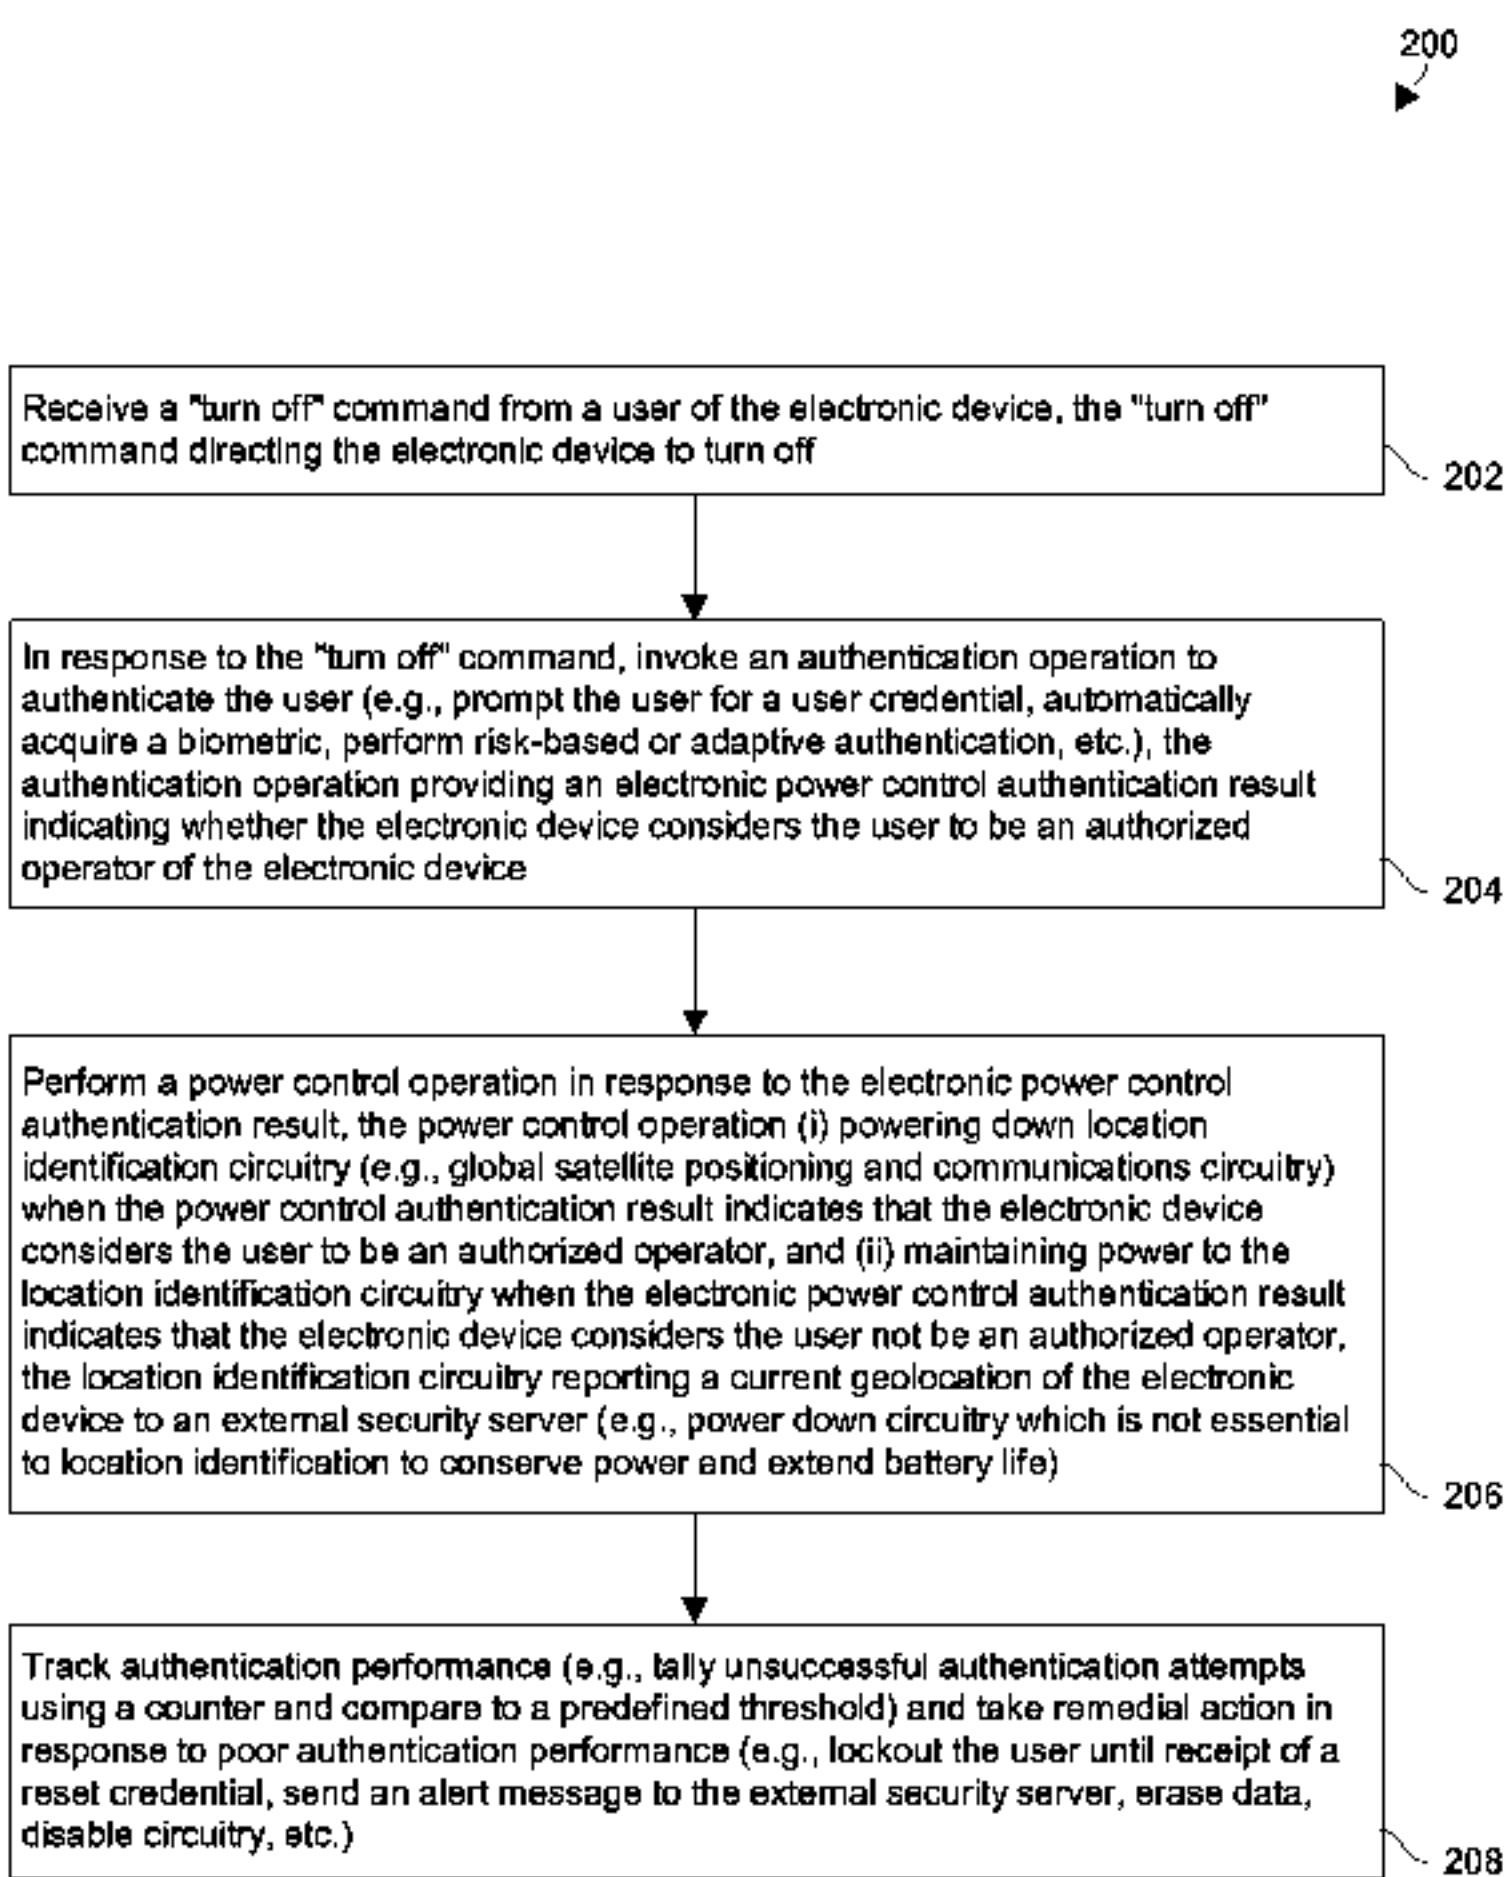 200
Receive a "turn off" command from a user of the electronic device, the "turn off"
command directing the electronic device to turn off
202
In response to the "turn off" command, invoke an authentication operation to
authenticate the user (e.g., prompt the user for a user credential, automatically
acquire a biometric, perform risk-based or adaptive authentication, etc.), the
authentication operation providing an electronic power control authentication result
indicating whether the electronic device considers the user to be an authorized
operator of the electronic device
204
Perform a power control operation in response to the electronic power control
authentication result, the power control operation (i) powering down location
identification circuitry (e.g., global satellite positioning and communications circuitry)
when the power control authentication result indicates that the electronic device
considers the user to be an authorized operator, and (ii) maintaining power to the
location identification circuitry when the electronic power control authentication result
indicates that the electronic device considers the user not be an authorized operator,
the location identification circuitry reporting a current geolocation of the electronic
device to an external security server (e.g., power down circuitry which is not essential
to location identification to conserve power and extend battery life)
206
Track authentication performance (e.g., tally unsuccessful authentication attempts
using a counter and compare to a predefined threshold) and take remedial action in
response to poor authentication performance (e.g., lockout the user until receipt of a
reset credential, send an alert message to the external security server, erase data,
disable circuitry, etc.)
208